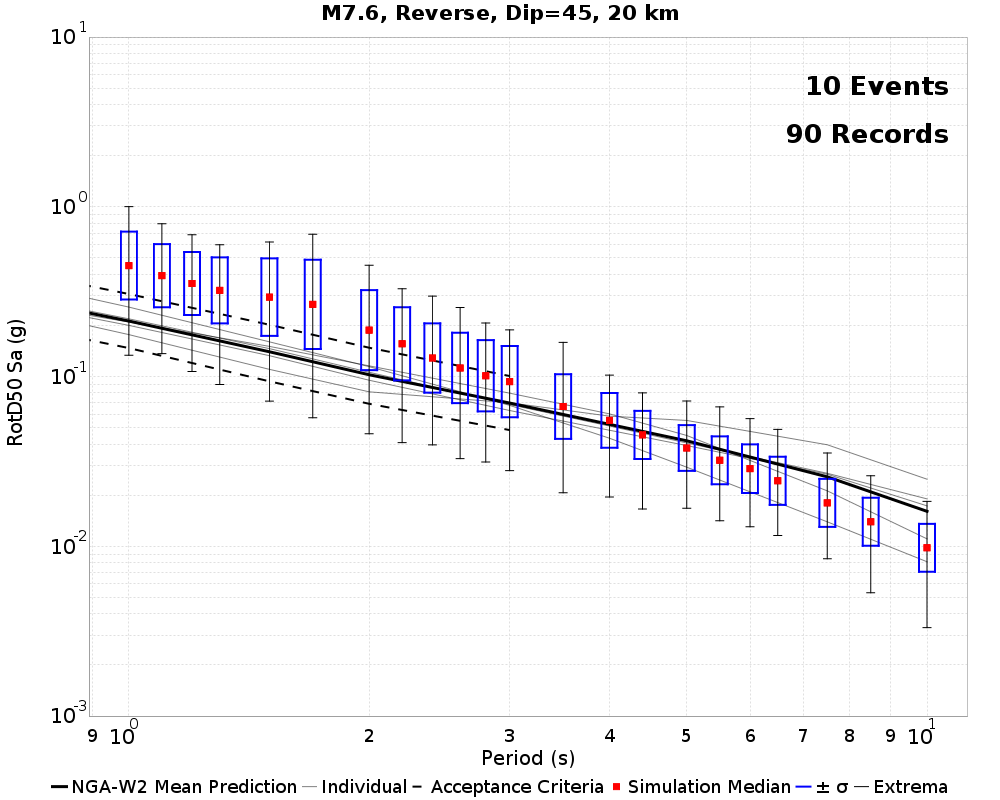 M7.6, Reverse, Dip=45, 20 km
10 Events
90 Records
RotD50 Sa (g)
10^1
10^0
10^-1
10^-2
10^-3
9 10^0 2 3 4 5 6 7 8 9 10^1
Period (s)
NGA-W2 Mean Prediction Individual Acceptance Criteria Simulation Median ± σ Extrema